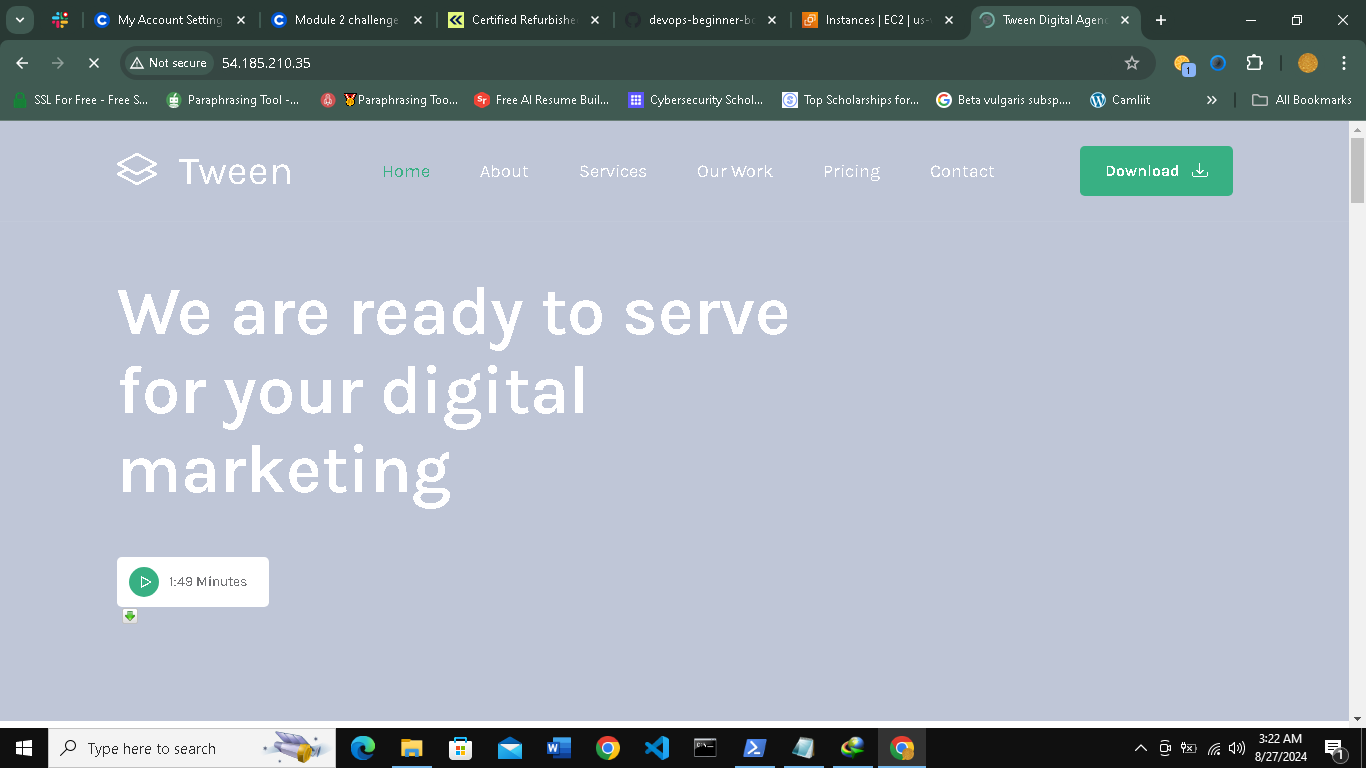 My Account Setting
Module 2 challenge
Certified Refurbishe
devops-beginner-bo
Instances | EC2 | us-
Tween Digital Agen
Not secure
54.185.210.35
1
SSL For Free - Free S...
Paraphrasing Tool -...
Paraphrasing Too...
Free AI Resume Buil...
Cybersecurity Schol...
Top Scholarships for...
Beta vulgaris subsp....
Camliit
All Bookmarks
Tween
Home
About
Services
Our Work
Pricing
Contact
Download
We are ready to serve
for your digital
marketing
1:49 Minutes
Type here to search
3:22 AM
8/27/2024
1